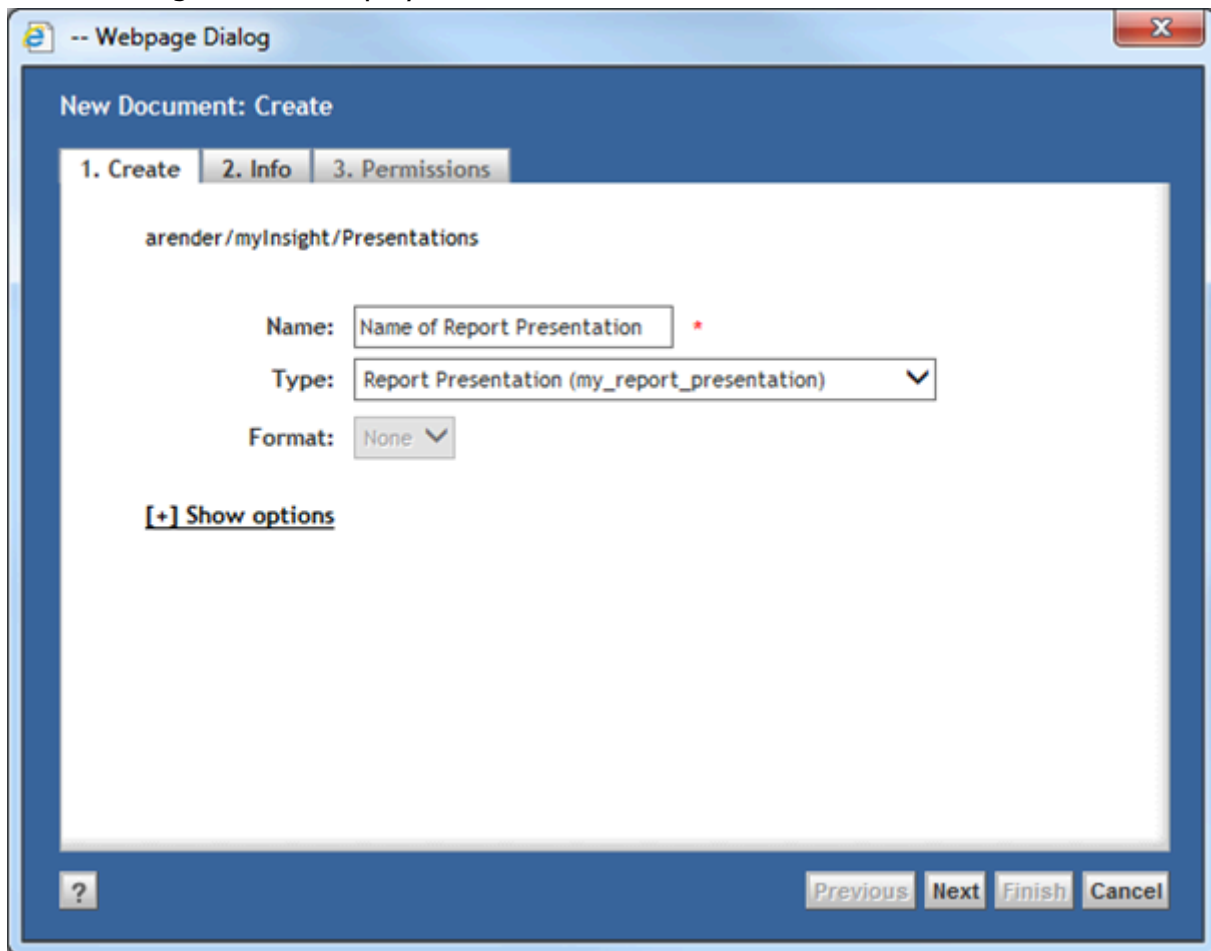 -- Webpage Dialog
x
New Document: Create
1. Create 2. Info 3. Permissions
arender/myInsight/Presentations
Name: Name of Report Presentation *
Type: Report Presentation (my_report_presentation)
Format: None
[+] Show options
? Previous Next Finish Cancel